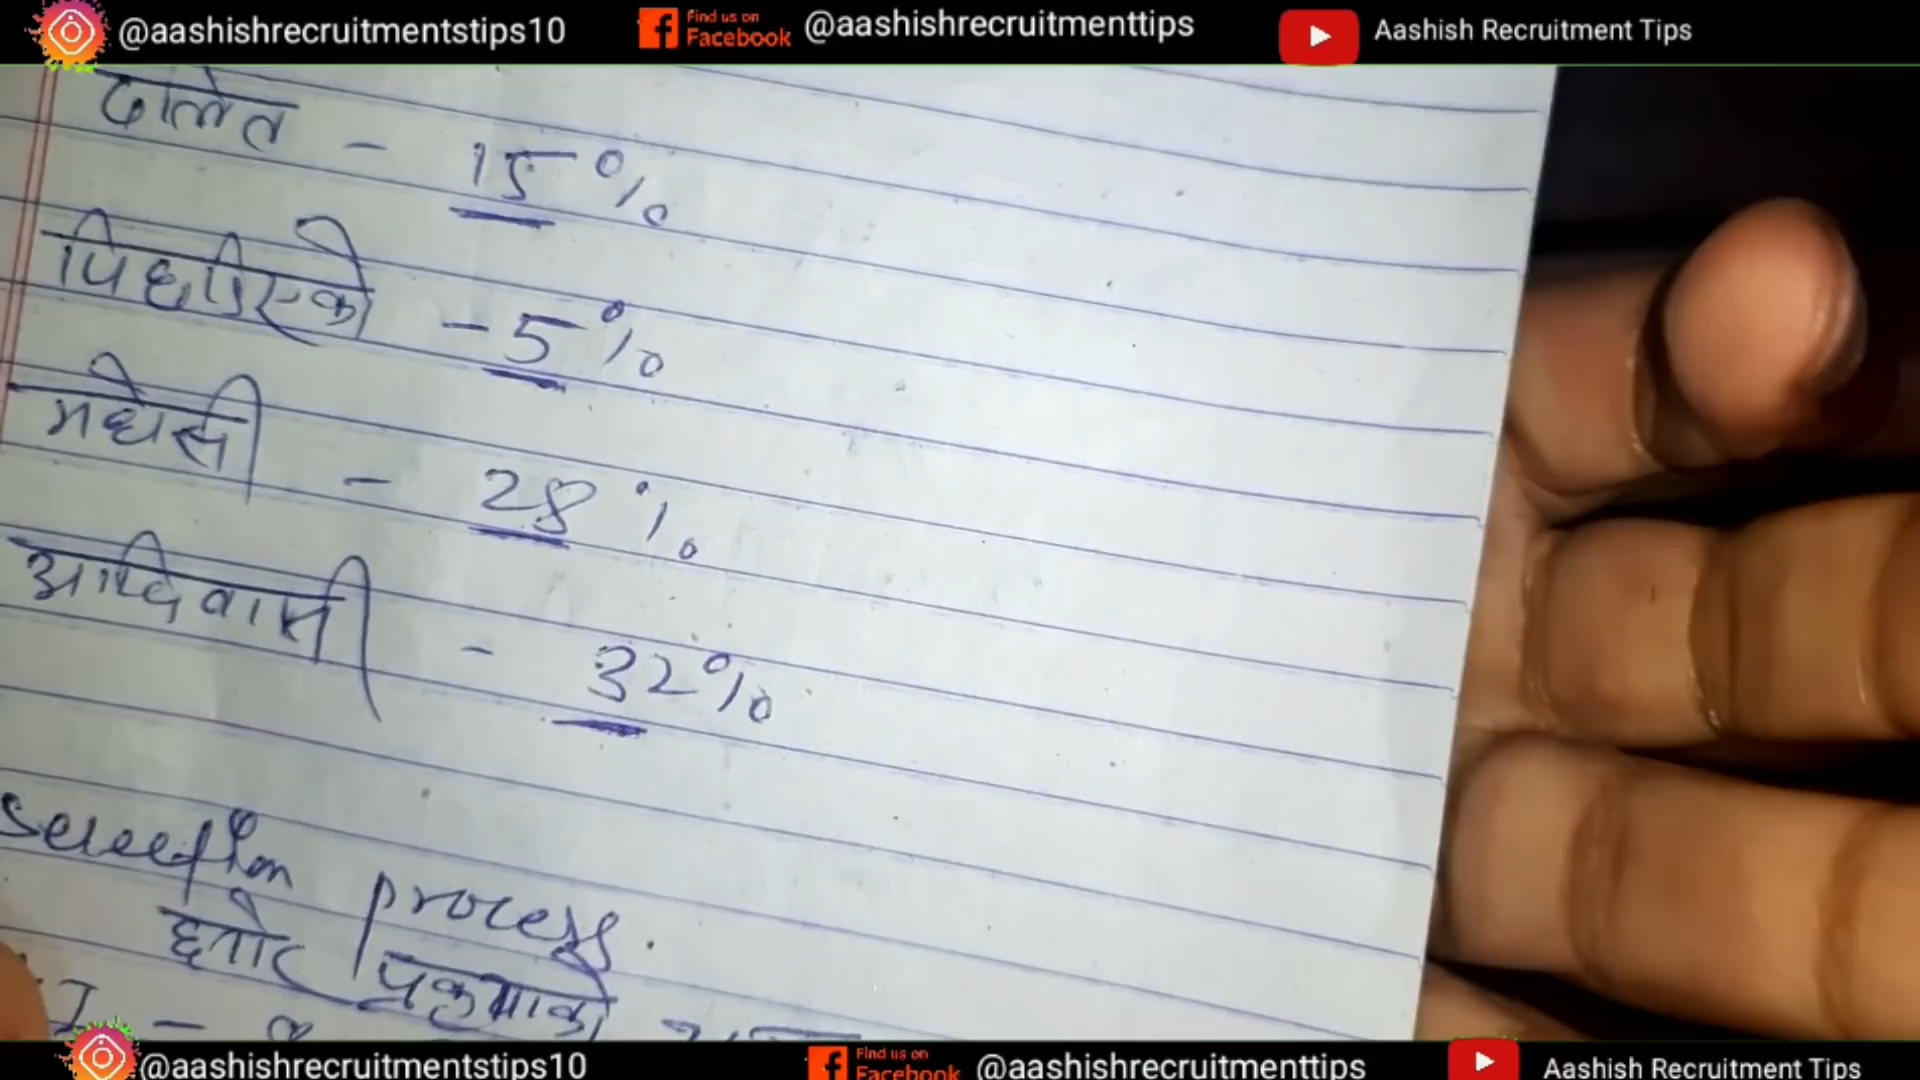 @aashishrecruitmentstips10 Find us on Facebook @aashishrecruitmenttips Aashish Recruitment Tips
दलित - 15%
पिछडिएको - 5%
मधेसी - 28%
आदिवासी - 32%
Selection process.
छनोट प्रकृयाको
I -
@aashishrecruitmentstips10 Find us on Facebook @aashishrecruitmenttips Aashish Recruitment Tips